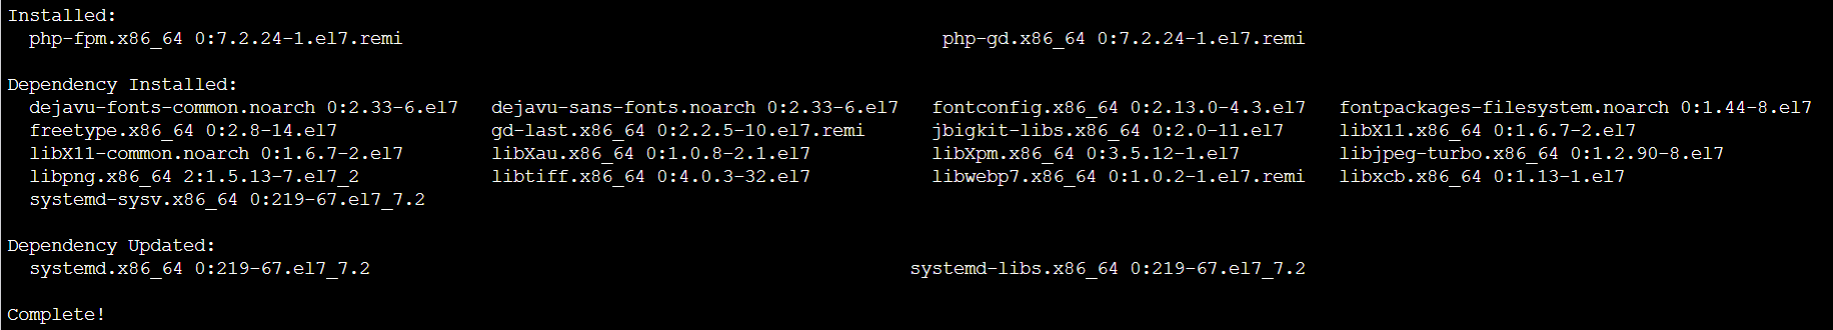 Installed:
php-fpm.x86_64 0:7.2.24-1.el7.remi php-gd.x86_64 0:7.2.24-1.el7.remi
Dependency Installed:
dejavu-fonts-common.noarch 0:2.33-6.el7 dejavu-sans-fonts.noarch 0:2.33-6.el7 fontconfig.x86_64 0:2.13.0-4.3.el7 fontpackages-filesystem.noarch 0:1.44-8.el7
freetype.x86_64 0:2.8-14.el7 gd-last.x86_64 0:2.2.5-10.el7.remi jbigkit-libs.x86_64 0:2.0-11.el7 libX11.x86_64 0:1.6.7-2.el7
libX11-common.noarch 0:1.6.7-2.el7 libXau.x86_64 0:1.0.8-2.1.el7 libXpm.x86_64 0:3.5.12-1.el7 libjpeg-turbo.x86_64 0:1.2.90-8.el7
libpng.x86_64 2:1.5.13-7.el7_2 libtiff.x86_64 0:4.0.3-32.el7 libwebp7.x86_64 0:1.0.2-1.el7.remi libxcb.x86_64 0:1.13-1.el7
systemd-sysv.x86_64 0:219-67.el7_7.2
Dependency Updated:
systemd.x86_64 0:219-67.el7_7.2 systemd-libs.x86_64 0:219-67.el7_7.2
Complete!